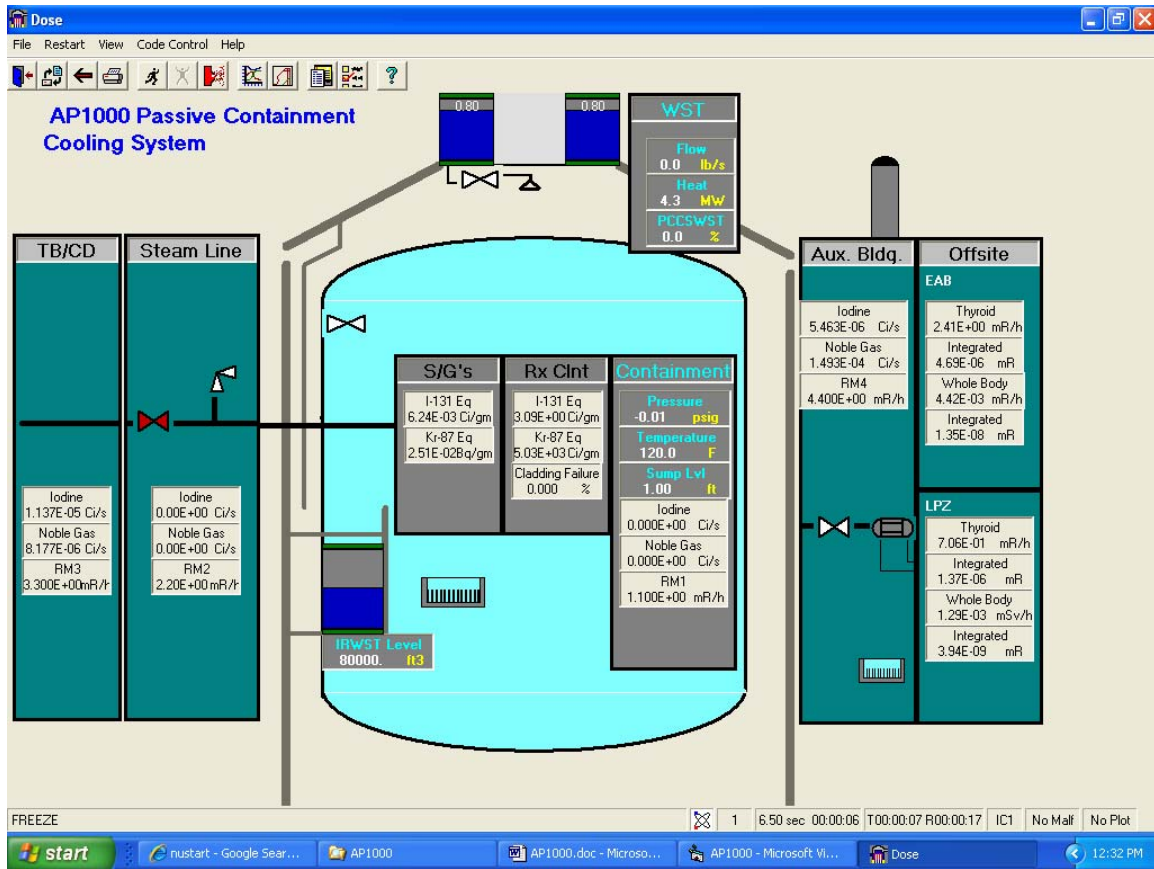 Dose
File Restart View Code Control Help
AP1000 Passive Containment
Cooling System
0.80
0.80
WST
Flow
0.0 lb/s
Heat
4.3 MW
PCCSWST
0.0 %
TB/CD
Iodine
1.137E-05 Ci/s
Noble Gas
8.177E-06 Ci/s
RM3
3.300E+00mR/h
Steam Line
Iodine
0.00E+00 Ci/s
Noble Gas
0.00E+00 Ci/s
RM2
2.20E+00mR/h
S/G's
I-131 Eq
6.24E-03 Ci/gm
Kr-87 Eq
2.51E-02Bq/gm
Rx Clnt
I-131 Eq
3.09E+00Ci/gm
Kr-87 Eq
5.03E+03Ci/gm
Cladding Failure
0.000 %
Containment
Pressure
-0.01 psig
Temperature
120.0 F
Sump Lvl
1.00 ft
Iodine
0.000E+00 Ci/s
Noble Gas
0.000E+00 Ci/s
RM1
1.100E+00 mR/h
IRWST Level
80000. ft3
Aux. Bldg.
Iodine
5.463E-06 Ci/s
Noble Gas
1.493E-04 Ci/s
RM4
4.400E+00 mR/h
Offsite
EAB
Thyroid
2.41E+00 mR/h
Integrated
4.69E-06 mR
Whole Body
4.42E-03 mR/h
Integrated
1.35E-08 mR
LPZ
Thyroid
7.06E-01 mR/h
Integrated
1.37E-06 mR
Whole Body
1.29E-03 mSv/h
Integrated
3.94E-09 mR
FREEZE
1 6.50 sec 00:00:06 T00:00:07 R00:00:17 IC1 No Malf No Plot
start nustart - Google Sear... AP1000 AP1000.doc - Microso... AP1000 - Microsoft Vi... Dose 12:32 PM